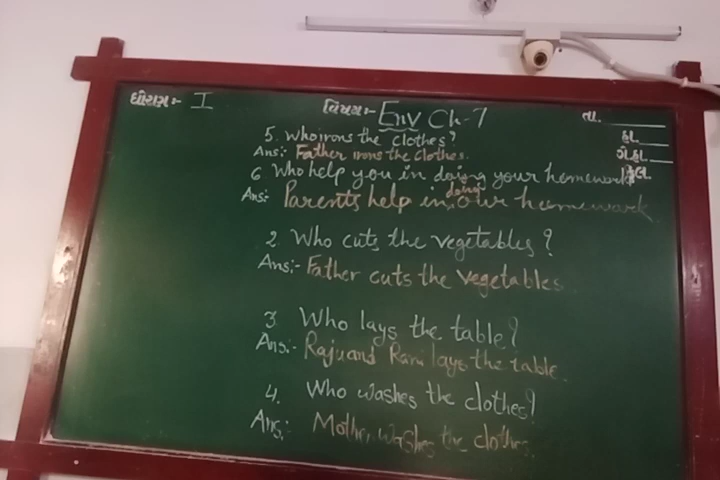 ધોરણ:- I
વિષય:- Env Ch-7
તા.
5. Who irons the clothes?
હા.
Ans:- Father irons the clothes.
ગે.હા.
6 Who help you in doing your homework?
કુલ
Ans:- Parents help in doing our homework
2. Who cuts the vegetables?
Ans:- Father cuts the vegetables
3. Who lays the table?
Ans:- Raju and Ravi lays the table.
4. Who washes the clothes?
Ans:- Mother washes the clothes.